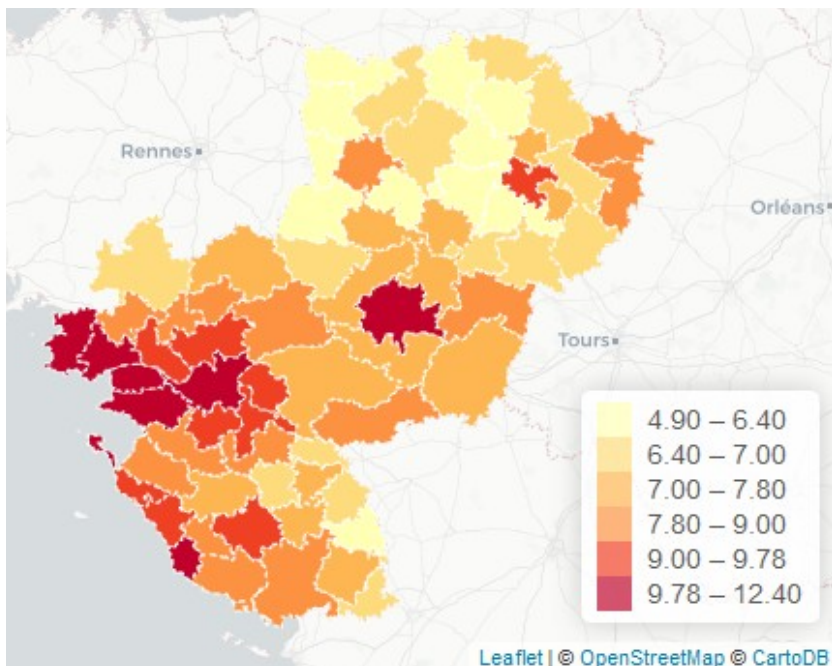 Rennes
Orléans
Tours
4.90 – 6.40
6.40 – 7.00
7.00 – 7.80
7.80 – 9.00
9.00 – 9.78
9.78 – 12.40
Leaflet | © OpenStreetMap © CartoDB